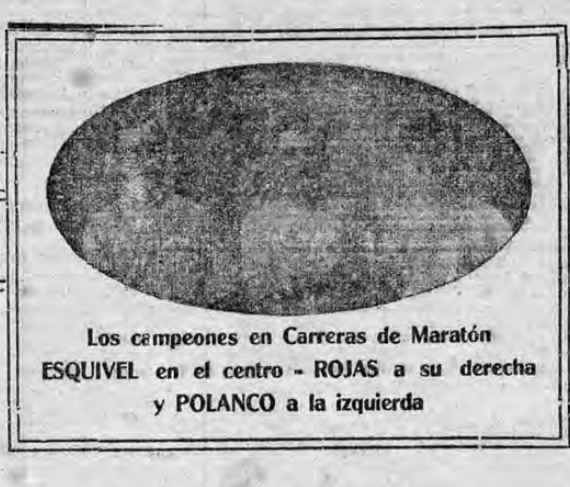 Los campeones en Carreras de Maratón
ESQUIVEL en el centro - ROJAS a su derecha
y POLANCO a la izquierda